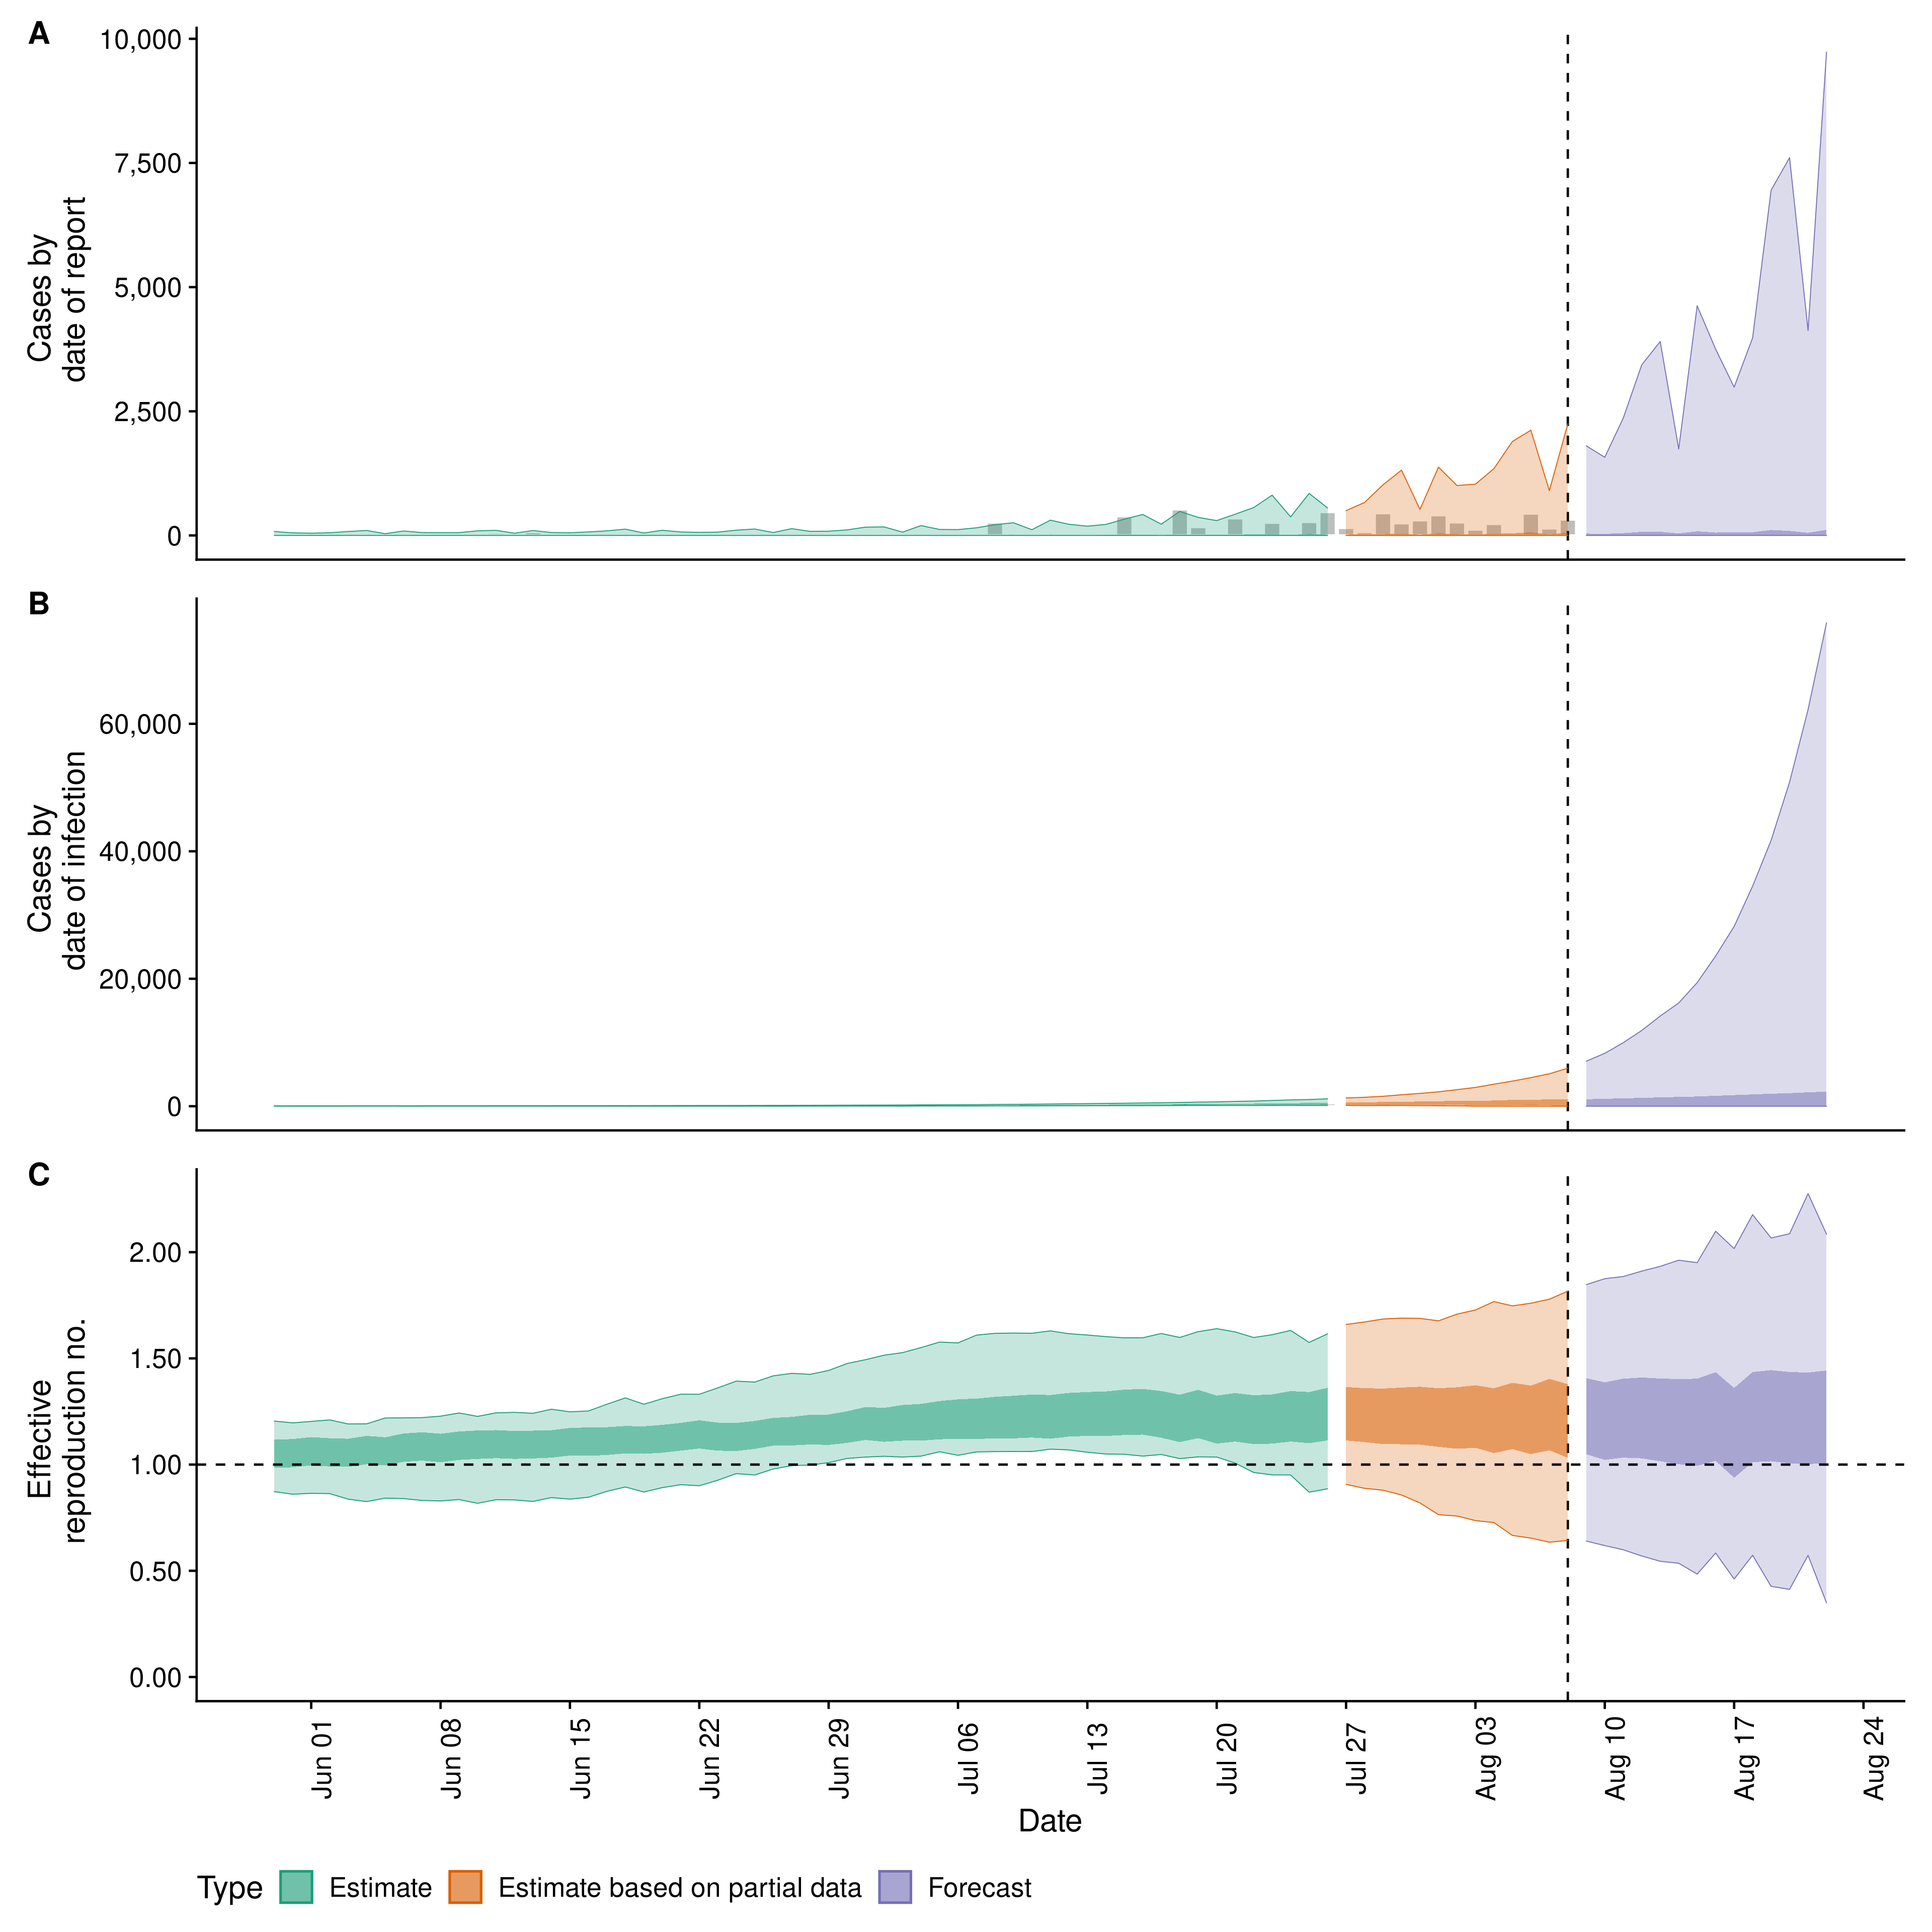 A
10,000
7,500
5,000
2,500
0
Cases by
date of report
B
60,000
40,000
20,000
0
Cases by
date of infection
C
2.00
1.50
1.00
0.50
0.00
Effective
reproduction no.
Jun 01
Jun 08
Jun 15
Jun 22
Jun 29
Jul 06
Jul 13
Jul 20
Jul 27
Aug 03
Aug 10
Aug 17
Aug 24
Date
Type Estimate Estimate based on partial data Forecast